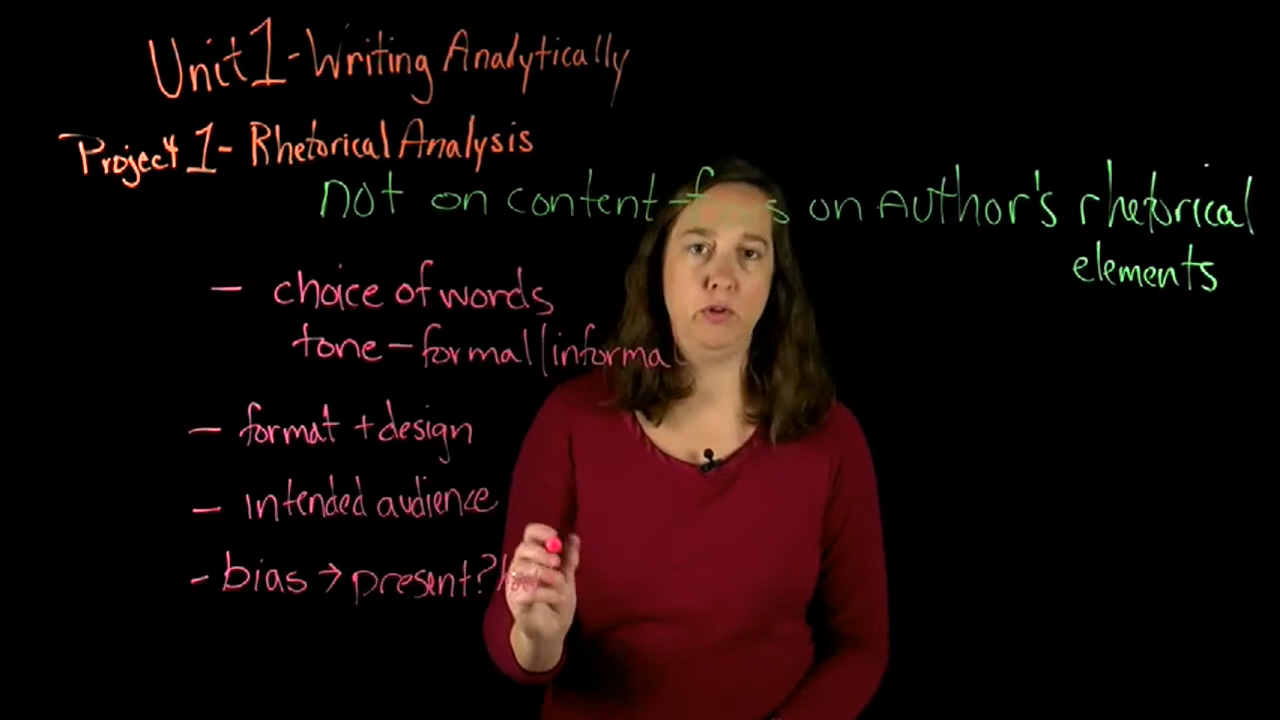 Unit 1 - Writing Analytically
Project 1 - Rhetorical Analysis
not on content on Author's rhetorical
elements
- choice of words
tone - formal/informal
- format + design
- intended audience
- bias → present?